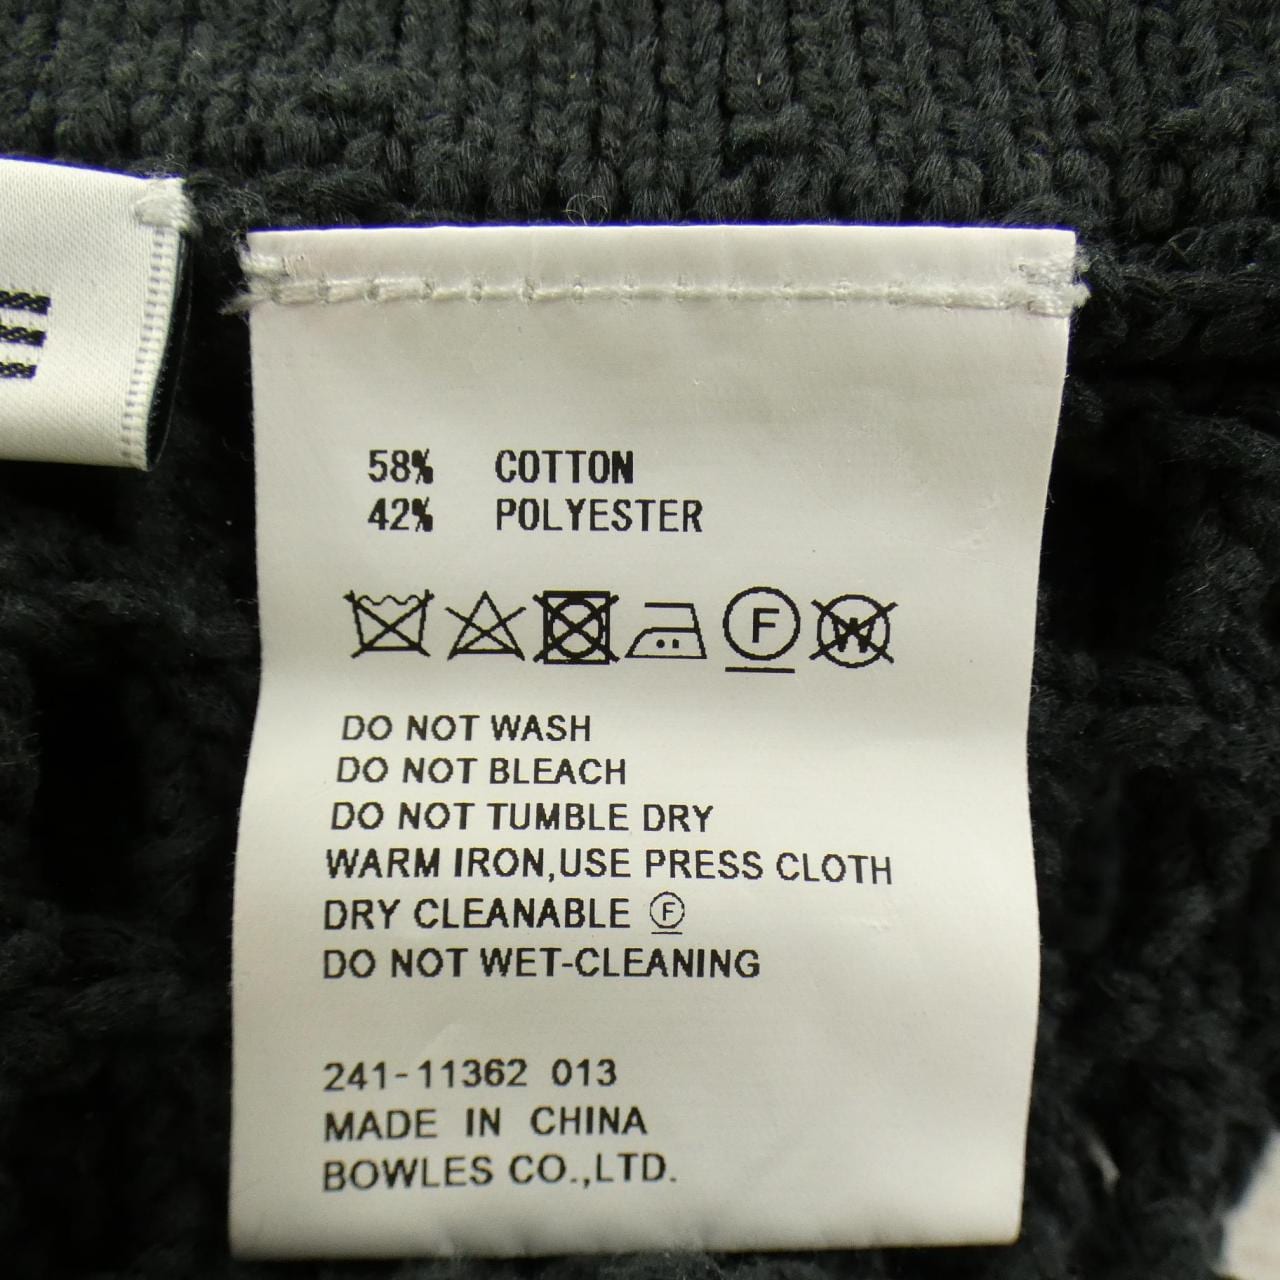 58% COTTON
42% POLYESTER
F W
DO NOT WASH
DO NOT BLEACH
DO NOT TUMBLE DRY
WARM IRON,USE PRESS CLOTH
DRY CLEANABLE Ⓕ
DO NOT WET-CLEANING
241-11362 013
MADE IN CHINA
BOWLES CO.,LTD.